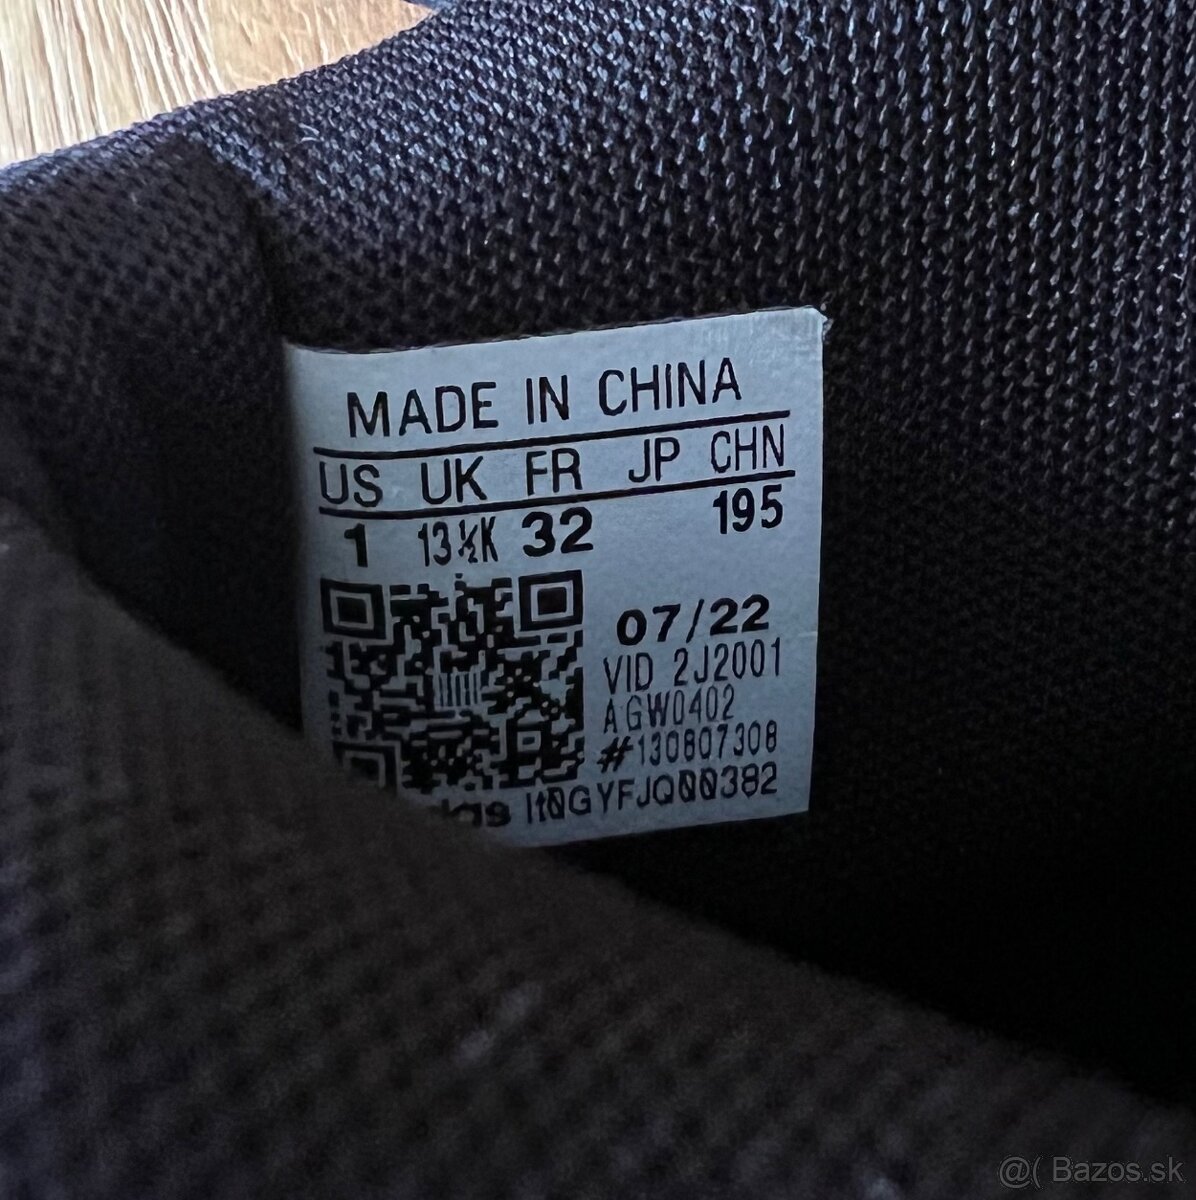 MADE IN CHINA
US UK FR JP CHN
1 13½K 32 195
07/22
VID 2J2001
AGW0402
#130807308
It0GYFJQ00382
@( Bazos.sk